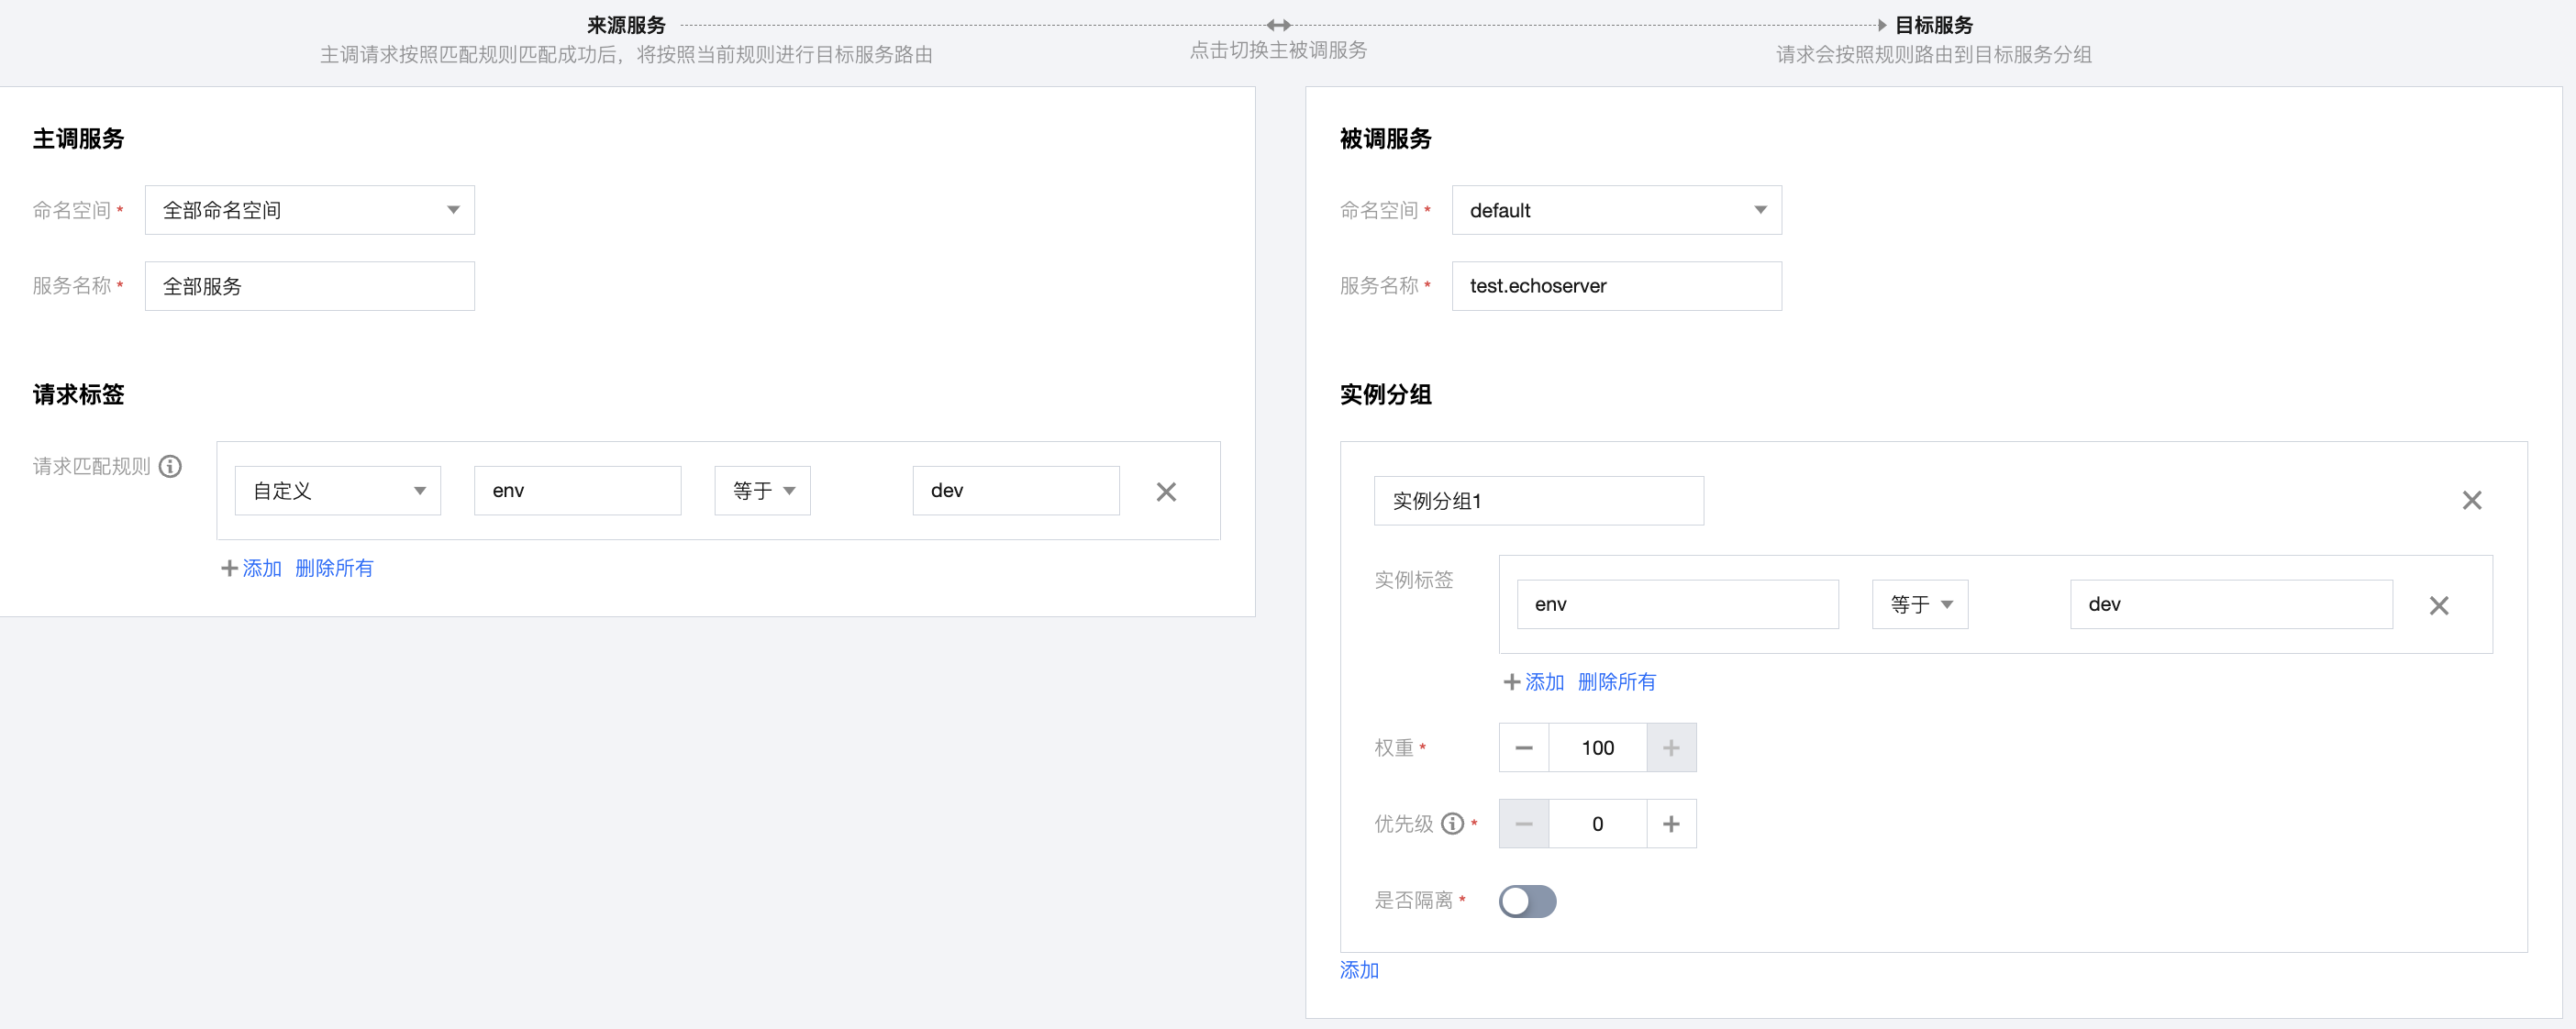 来源服务
主调请求按照匹配规则匹配成功后，将按照当前规则进行目标服务路由
点击切换主被调服务
目标服务
请求会按照规则路由到目标服务分组
主调服务
命名空间* 全部命名空间
服务名称* 全部服务
请求标签
请求匹配规则 自定义 env 等于 dev
添加 删除所有
被调服务
命名空间* default
服务名称* test.echoserver
实例分组
实例分组1
实例标签 env 等于 dev
添加 删除所有
权重* 100
优先级* 0
是否隔离*
添加